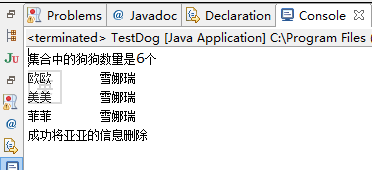 Problems @ Javadoc Declaration Console
<terminated> TestDog [Java Application] C:\Program Files (
集合中的狗狗数量是6个
欧欧 雪娜瑞
美美 雪娜瑞
菲菲 雪娜瑞
成功将亚亚的信息删除